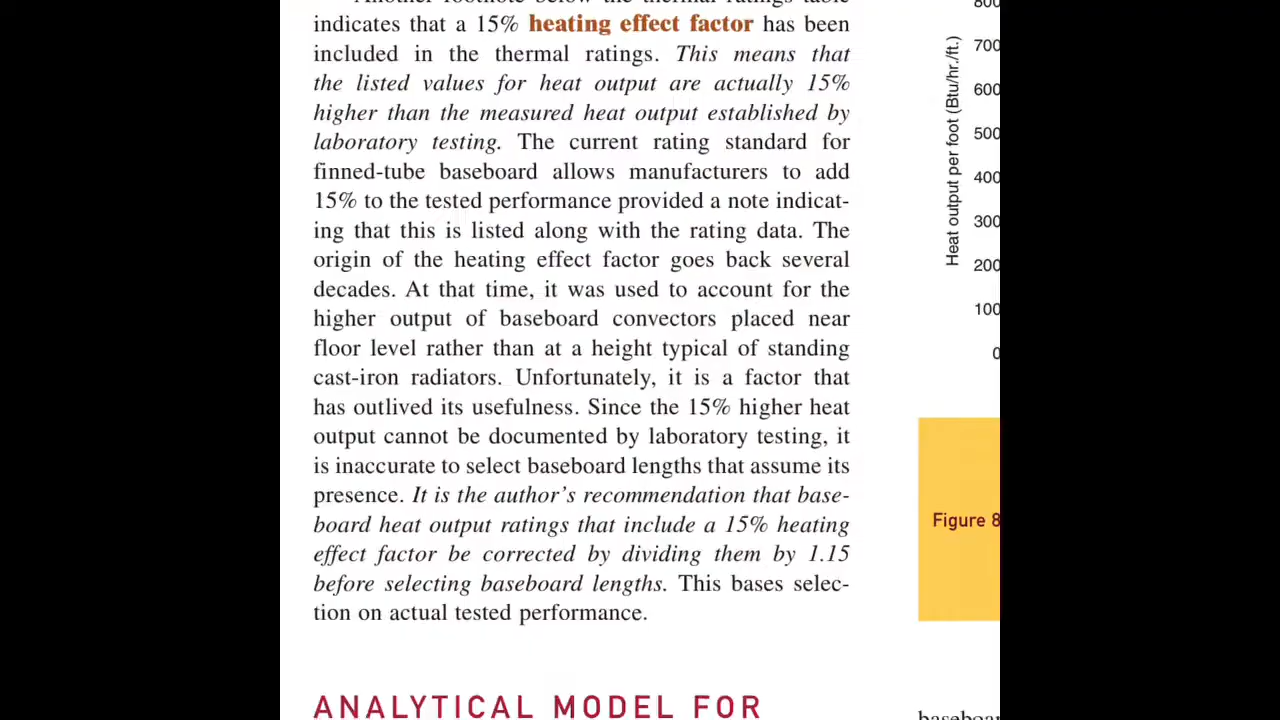 Another footnote below the thermal ratings table
indicates that a 15% heating effect factor has been
included in the thermal ratings. This means that
the listed values for heat output are actually 15%
higher than the measured heat output established by
laboratory testing. The current rating standard for
finned-tube baseboard allows manufacturers to add
15% to the tested performance provided a note indicat-
ing that this is listed along with the rating data. The
origin of the heating effect factor goes back several
decades. At that time, it was used to account for the
higher output of baseboard convectors placed near
floor level rather than at a height typical of standing
cast-iron radiators. Unfortunately, it is a factor that
has outlived its usefulness. Since the 15% higher heat
output cannot be documented by laboratory testing, it
is inaccurate to select baseboard lengths that assume its
presence. It is the author's recommendation that base-
board heat output ratings that include a 15% heating
effect factor be corrected by dividing them by 1.15
before selecting baseboard lengths. This bases selec-
tion on actual tested performance.
ANALYTICAL MODEL FOR
Heat output per foot (Btu/hr./ft.)
800
700
600
500
400
300
200
100
0
Figure 8